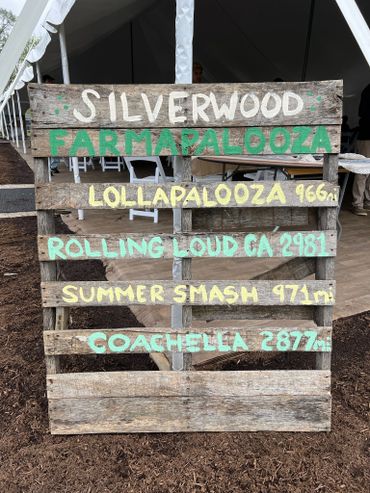 SILVERWOOD
FARMAPALOOZA
LOLLAPALOOZA 966mi
ROLLING LOUD CA 2981
SUMMER SMASH 971mi
COACHELLA 2877mi